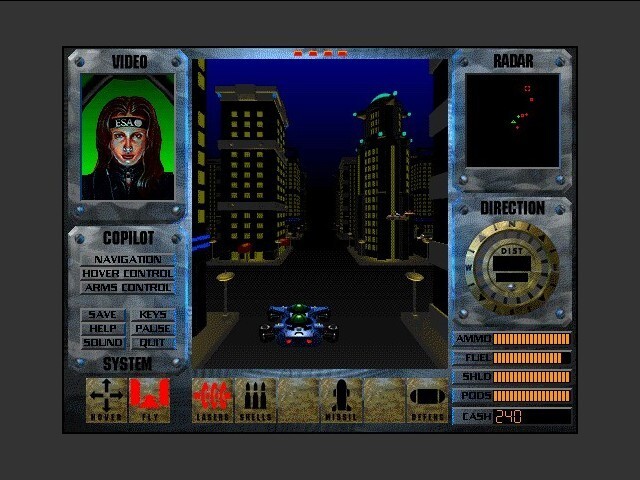 VIDEO
ESA
COPILOT
NAVIGATION
HOVER CONTROL
ARMS CONTROL
SAVE KEYS
HELP PAUSE
SOUND QUIT
SYSTEM
HOVER FLY
LASERS SHELLS MISSIL DEFENS
RADAR
DIRECTION
N
DIST
W
AMMO
FUEL
SHLD
PODS
CASH 240